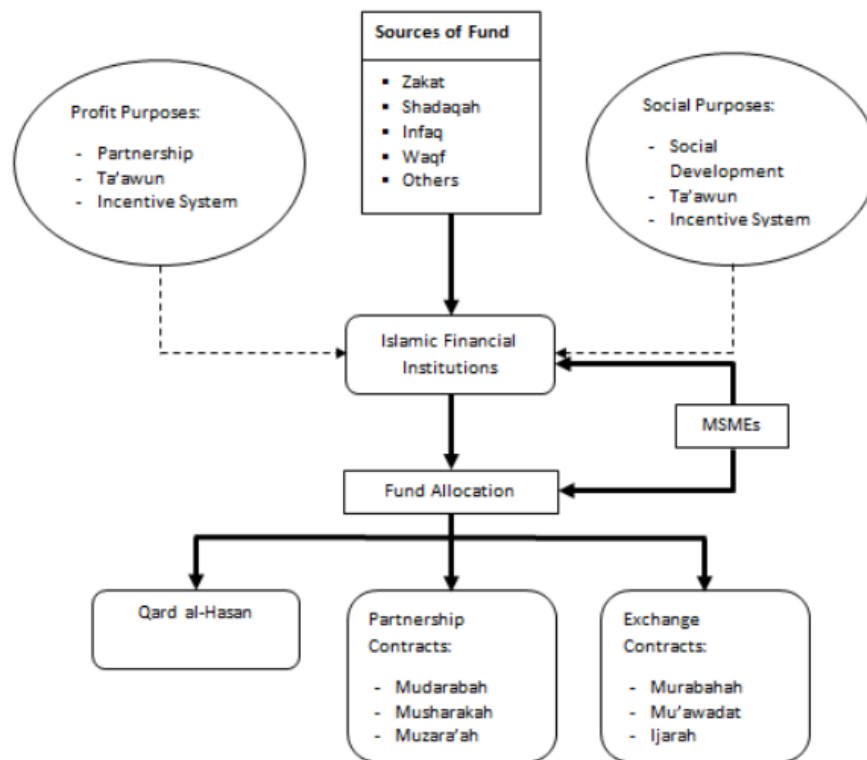 Sources of Fund
▪ Zakat
▪ Shadaqah
▪ Infaq
▪ Waqf
▪ Others
Profit Purposes:
- Partnership
- Ta'awun
- Incentive System
Social Purposes:
- Social
Development
- Ta'awun
- Incentive System
Islamic Financial
Institutions
MSMEs
Fund Allocation
Qard al-Hasan
Partnership
Contracts:
- Mudarabah
- Musharakah
- Muzara'ah
Exchange
Contracts:
- Murabahah
- Mu'awadat
- Ijarah